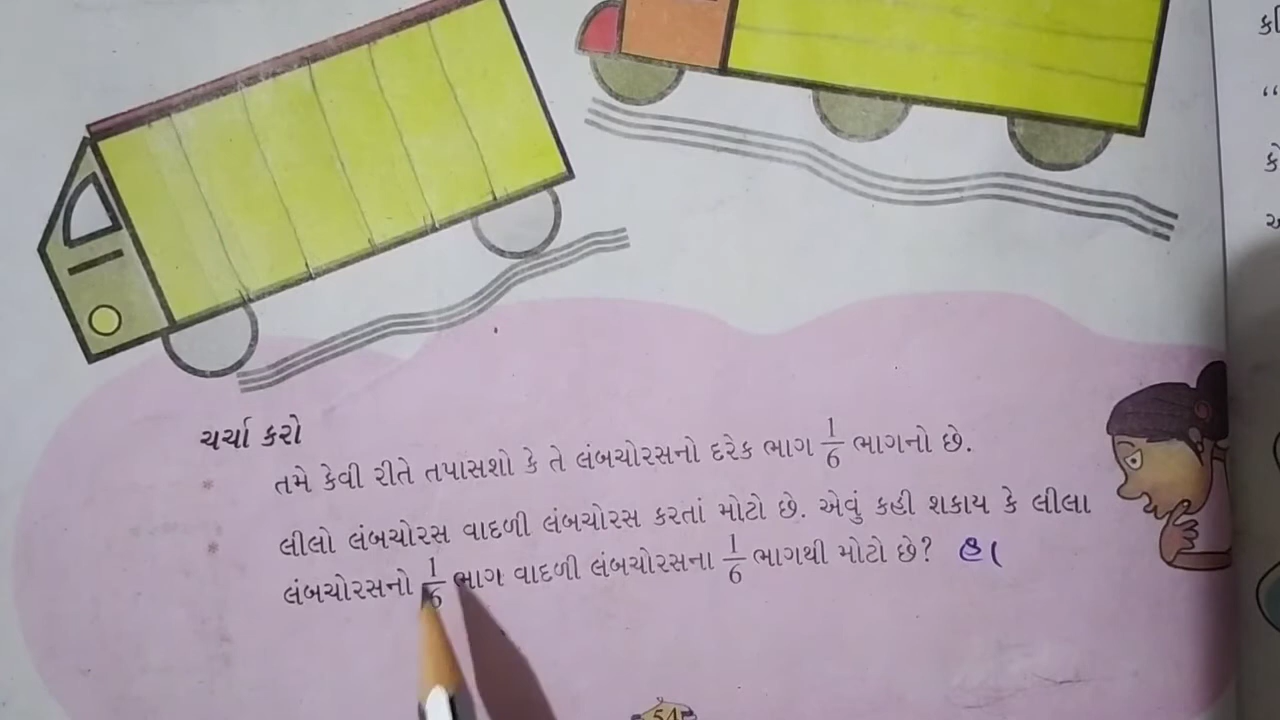 ચર્ચા કરો
* તમે કેવી રીતે તપાસશો કે તે લંબચોરસનો દરેક ભાગ 1/6 ભાગનો છે.
* લીલો લંબચોરસ વાદળી લંબચોરસ કરતાં મોટો છે. એવું કહી શકાય કે લીલા
લંબચોરસનો 1/6 ભાગ વાદળી લંબચોરસના 1/6 ભાગથી મોટો છે? હા
54